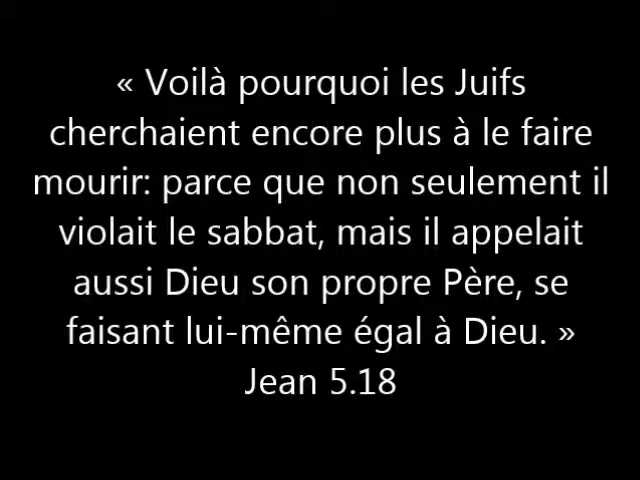 « Voilà pourquoi les Juifs
cherchaient encore plus à le faire
mourir: parce que non seulement il
violait le sabbat, mais il appelait
aussi Dieu son propre Père, se
faisant lui-même égal à Dieu. »
Jean 5.18